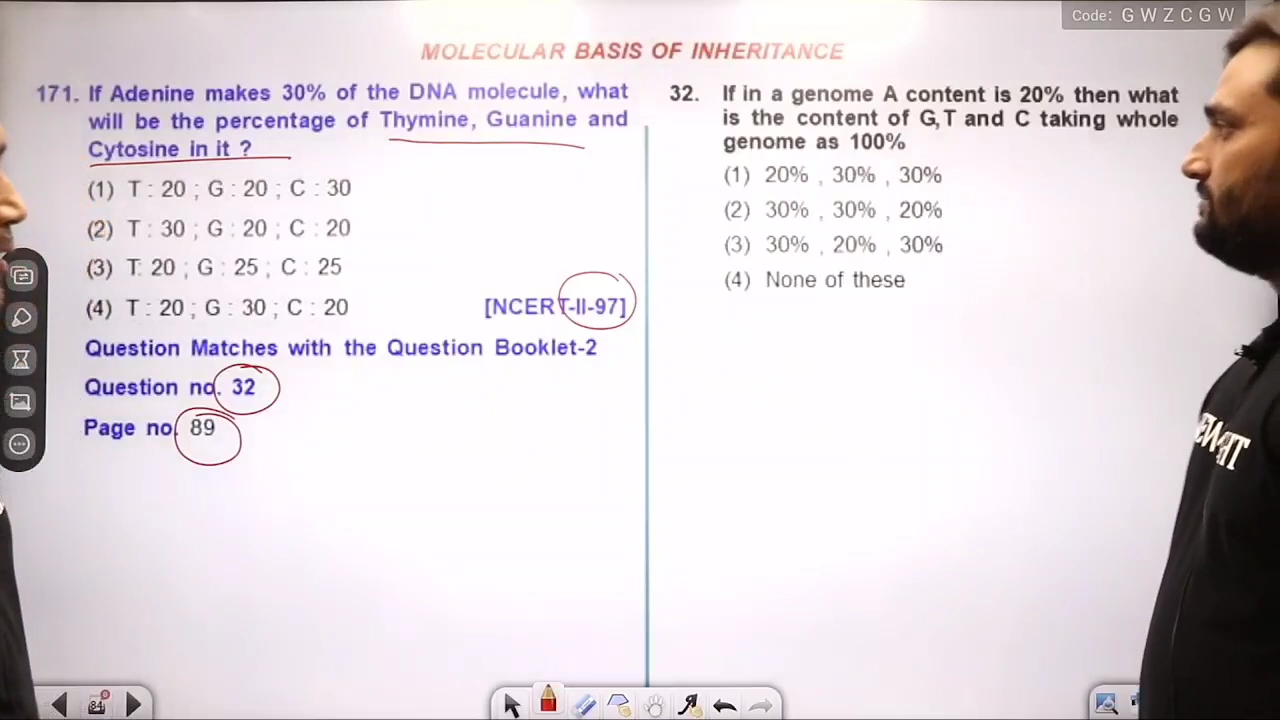 Code: G W Z C G W
MOLECULAR BASIS OF INHERITANCE
171. If Adenine makes 30% of the DNA molecule, what
will be the percentage of Thymine, Guanine and
Cytosine in it ?
(1) T : 20 ; G : 20 ; C : 30
(2) T : 30 ; G : 20 ; C : 20
(3) T: 20 ; G : 25 ; C : 25
(4) T : 20 ; G : 30 ; C : 20
[NCERT-II-97]
Question Matches with the Question Booklet-2
Question no. 32
Page no. 89
32. If in a genome A content is 20% then what
is the content of G,T and C taking whole
genome as 100%
(1) 20% , 30% , 30%
(2) 30% , 30% , 20%
(3) 30% , 20% , 30%
(4) None of these
84